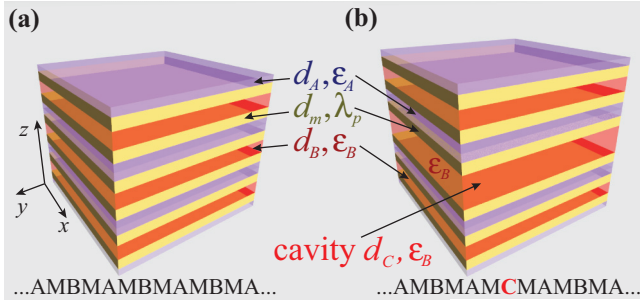 (a)
(b)
d_A, ε_A
d_m, λ_p
d_B, ε_B
z
y
x
ε_B
cavity d_C, ε_B
...AMBMAMBMAMBMA...
...AMBMAMCMAMBMA...